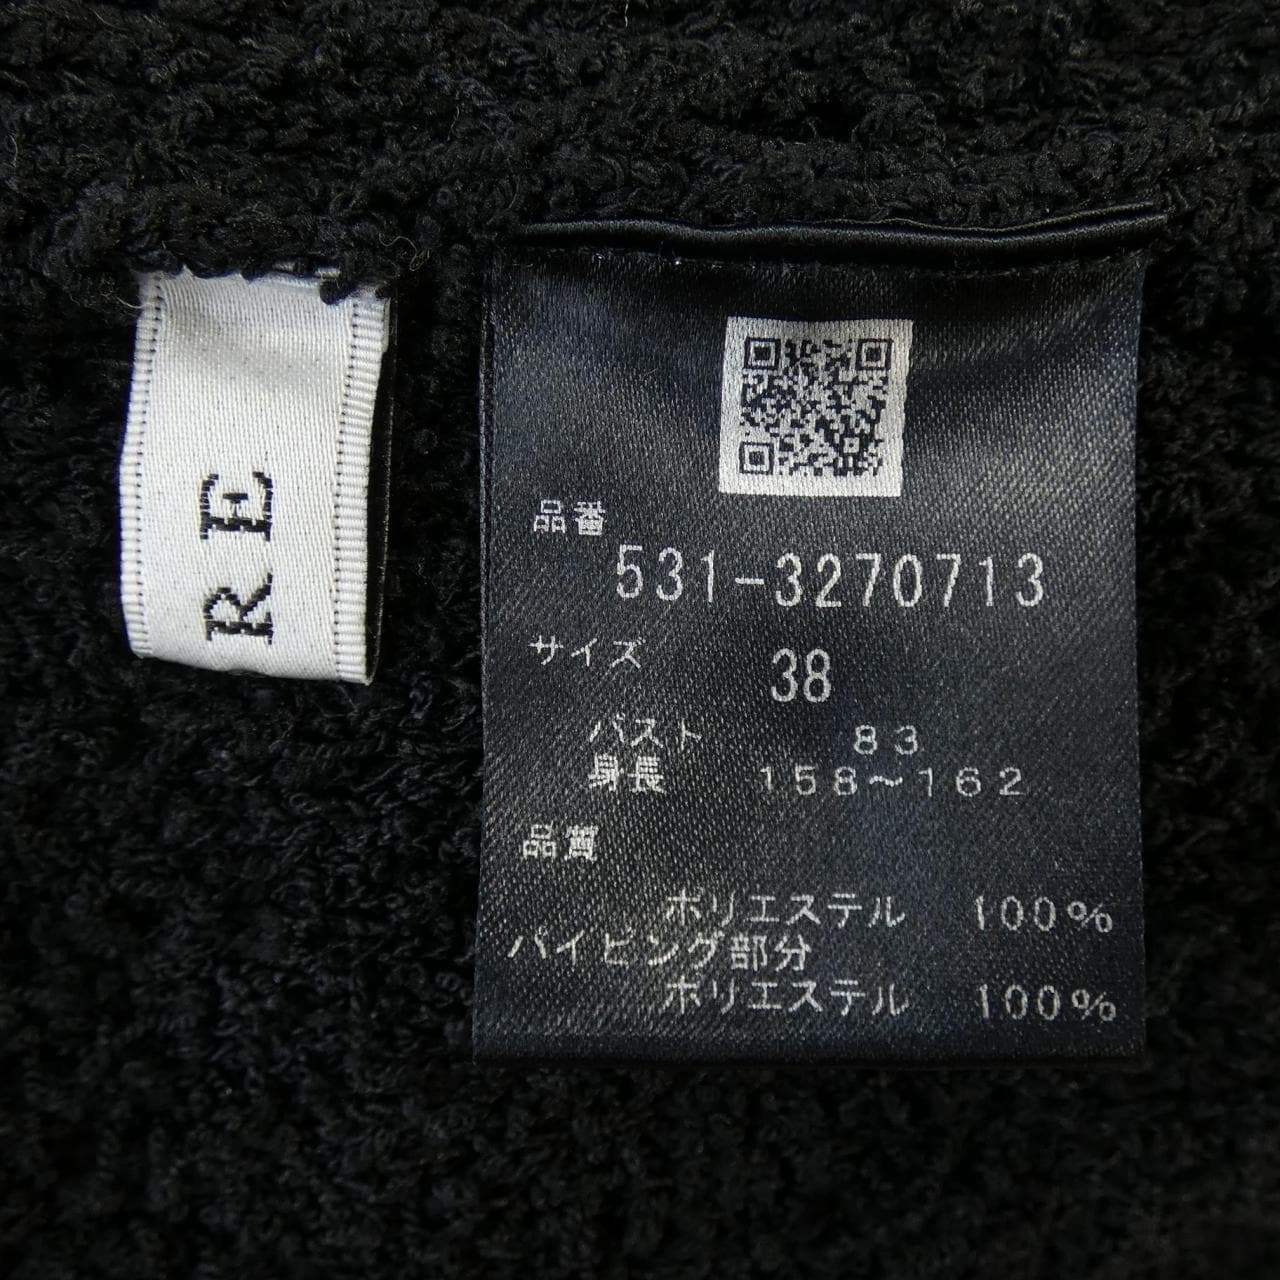 RE
品番
531-3270713
サイズ 38
バスト 83
身長 158～162
品質
ポリエステル 100%
パイピング部分
ポリエステル 100%